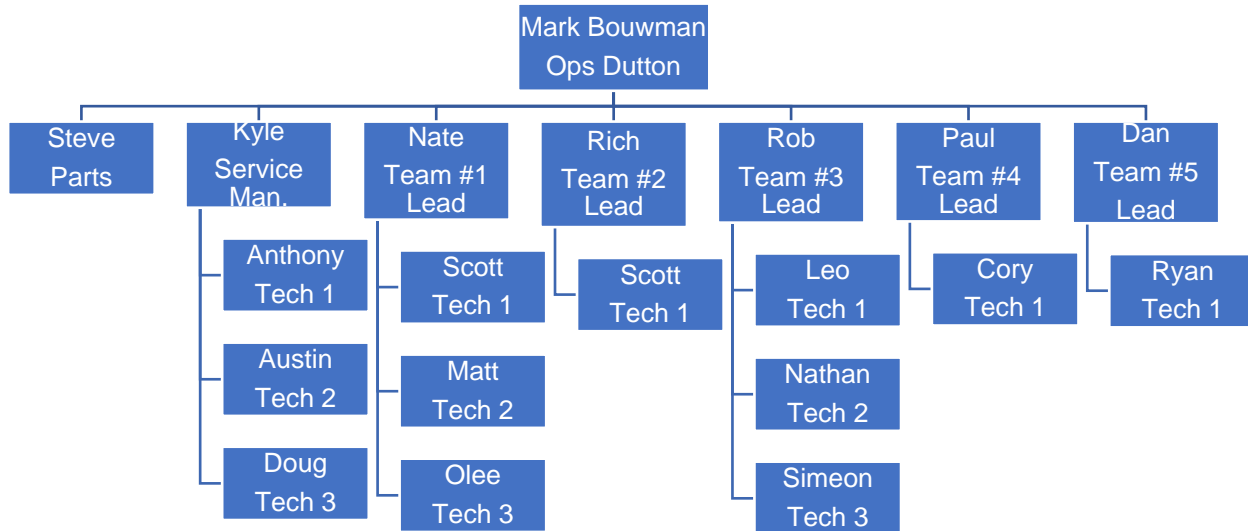 Mark Bouwman
Ops Dutton
Steve
Parts
Kyle
Service
Man.
Nate
Team #1
Lead
Rich
Team #2
Lead
Rob
Team #3
Lead
Paul
Team #4
Lead
Dan
Team #5
Lead
Anthony
Tech 1
Austin
Tech 2
Doug
Tech 3
Scott
Tech 1
Matt
Tech 2
Olee
Tech 3
Scott
Tech 1
Leo
Tech 1
Nathan
Tech 2
Simeon
Tech 3
Cory
Tech 1
Ryan
Tech 1